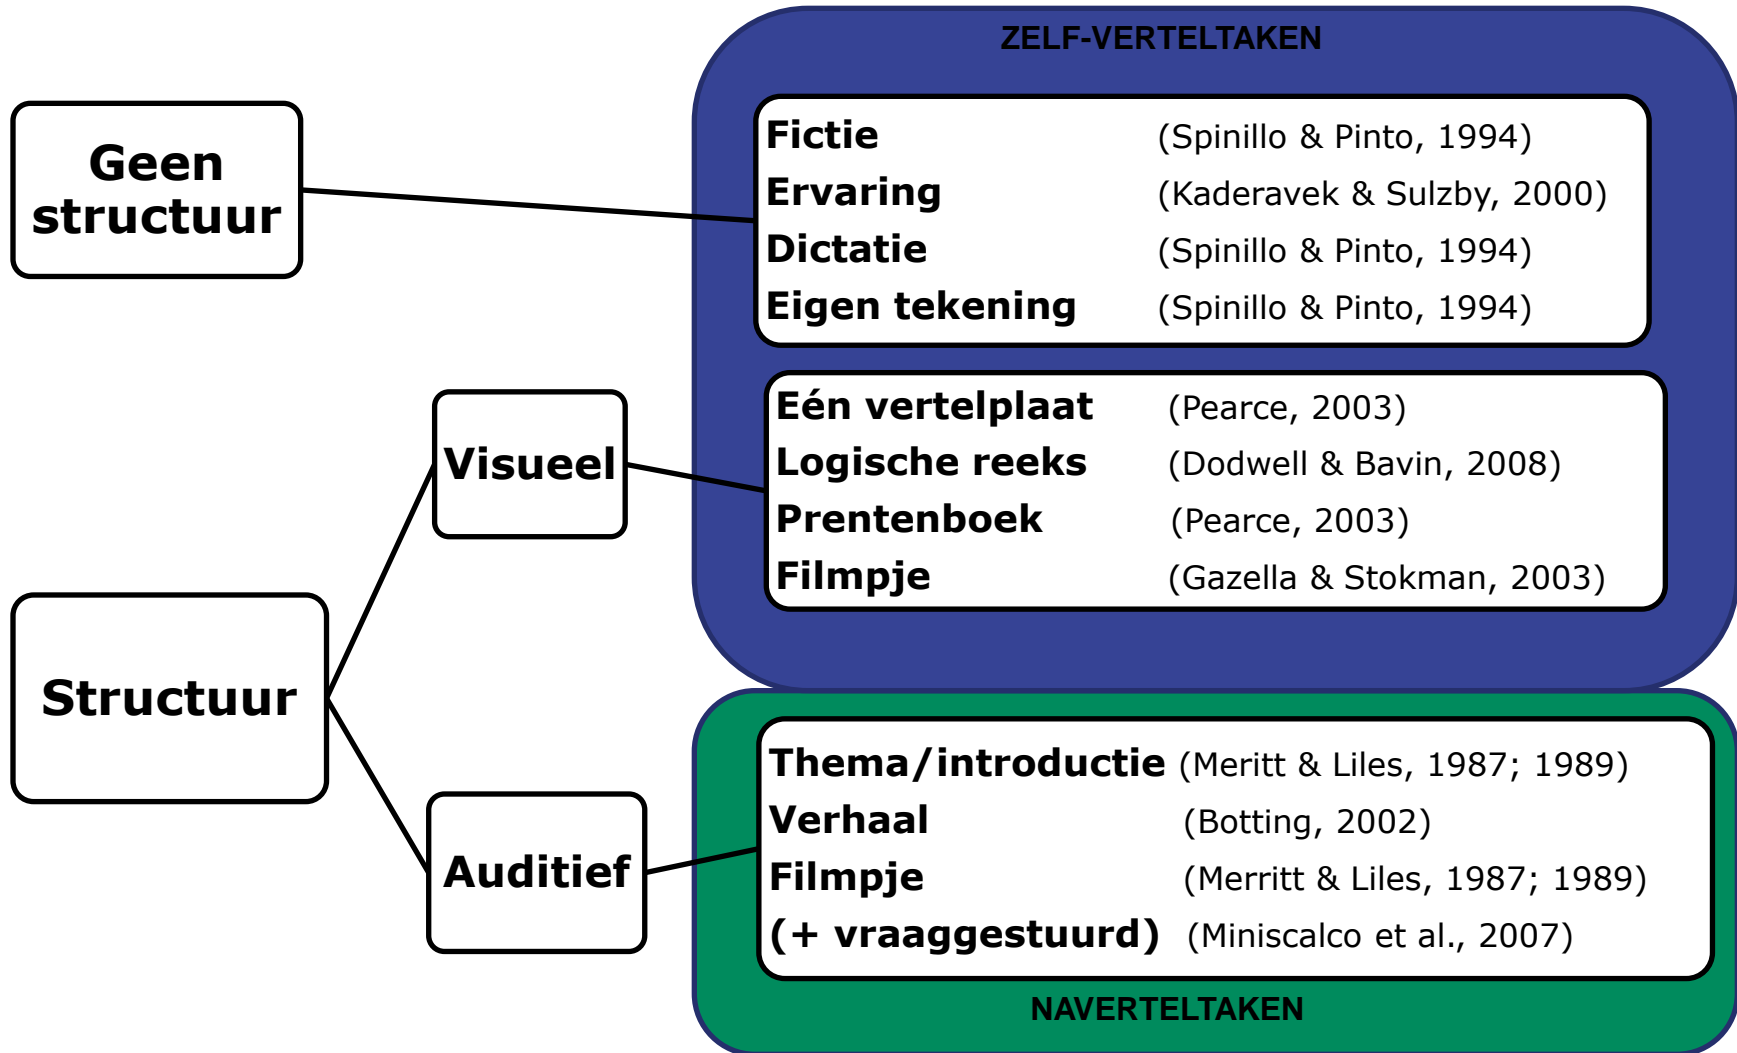 ZELF-VERTELTAKEN
Geen
structuur
Fictie (Spinillo & Pinto, 1994)
Ervaring (Kaderavek & Sulzby, 2000)
Dictatie (Spinillo & Pinto, 1994)
Eigen tekening (Spinillo & Pinto, 1994)
Visueel
Eén vertelplaat (Pearce, 2003)
Logische reeks (Dodwell & Bavin, 2008)
Prentenboek (Pearce, 2003)
Filmpje (Gazella & Stokman, 2003)
Structuur
Auditief
Thema/introductie (Meritt & Liles, 1987; 1989)
Verhaal (Botting, 2002)
Filmpje (Merritt & Liles, 1987; 1989)
(+ vraaggestuurd) (Miniscalco et al., 2007)
NAVERTELTAKEN